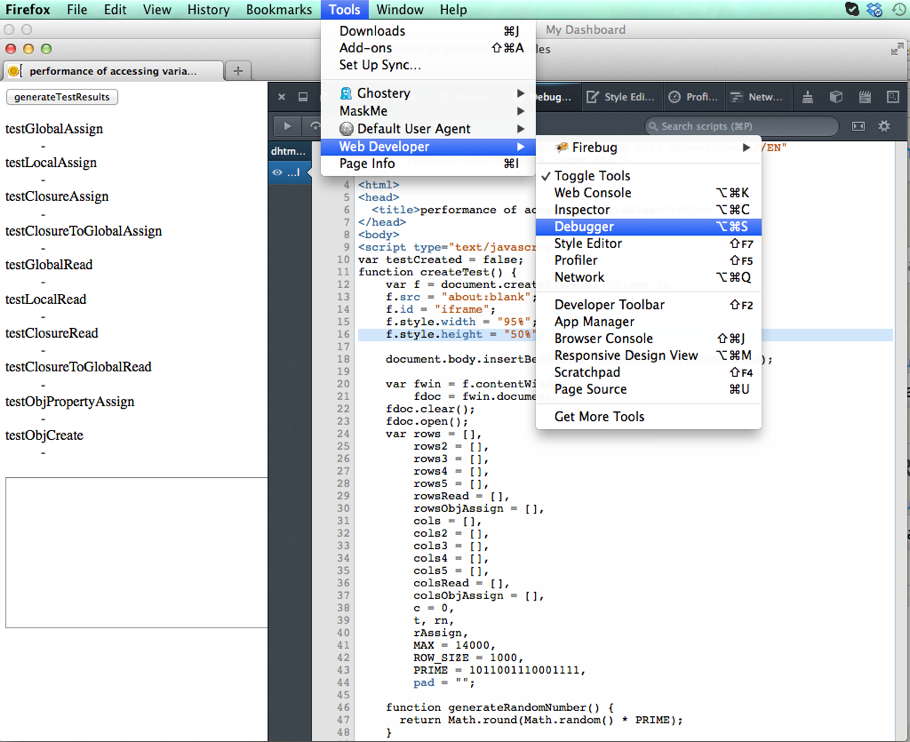 Firefox File Edit View History Bookmarks Tools Window Help
My Dashboard
performance of accessing varia...
generateTestResults
testGlobalAssign
-
testLocalAssign
-
testClosureAssign
-
testClosureToGlobalAssign
-
testGlobalRead
-
testLocalRead
-
testClosureRead
-
testClosureToGlobalRead
-
testObjPropertyAssign
-
testObjCreate
-
Downloads ⌘J
Add-ons ⇧⌘A
Set Up Sync...
Ghostery
MaskMe
Default User Agent
Web Developer
Page Info ⌘I
Firebug
Toggle Tools
Web Console ⌥⌘K
Inspector ⌥⌘C
Debugger ⌥⌘S
Style Editor ⇧F7
Profiler ⇧F5
Network ⌥⌘Q
Developer Toolbar ⇧F2
App Manager
Browser Console ⇧⌘J
Responsive Design View ⌥⌘M
Scratchpad ⇧F4
Page Source ⌘U
Get More Tools
Style Edi... Profi... Netw...
Search scripts (⌘P)
dhtm...
...l
/EN"
4 <html>
5 <head>
6 <title>performance of ac
7 </head>
8 <body>
9 <script type="text/javasc
10 var testCreated = false;
11 function createTest() {
12 var f = document.creat
13 f.src = "about:blank";
14 f.id = "iframe";
15 f.style.width = "95%";
16 f.style.height = "50%"
17
18 document.body.insertBe );
19
20 var fwin = f.contentWi
21 fdoc = fwin.docume
22 fdoc.clear();
23 fdoc.open();
24 var rows = [],
25 rows2 = [],
26 rows3 = [],
27 rows4 = [],
28 rows5 = [],
29 rowsRead = [],
30 rowsObjAssign = [],
31 cols = [],
32 cols2 = [],
33 cols3 = [],
34 cols4 = [],
35 cols5 = [],
36 colsRead = [],
37 colsObjAssign = [],
38 c = 0,
39 t, rn,
40 rAssign,
41 MAX = 14000,
42 ROW_SIZE = 1000,
43 PRIME = 1011001110001111,
44 pad = "";
45
46 function generateRandomNumber() {
47 return Math.round(Math.random() * PRIME);
48 }